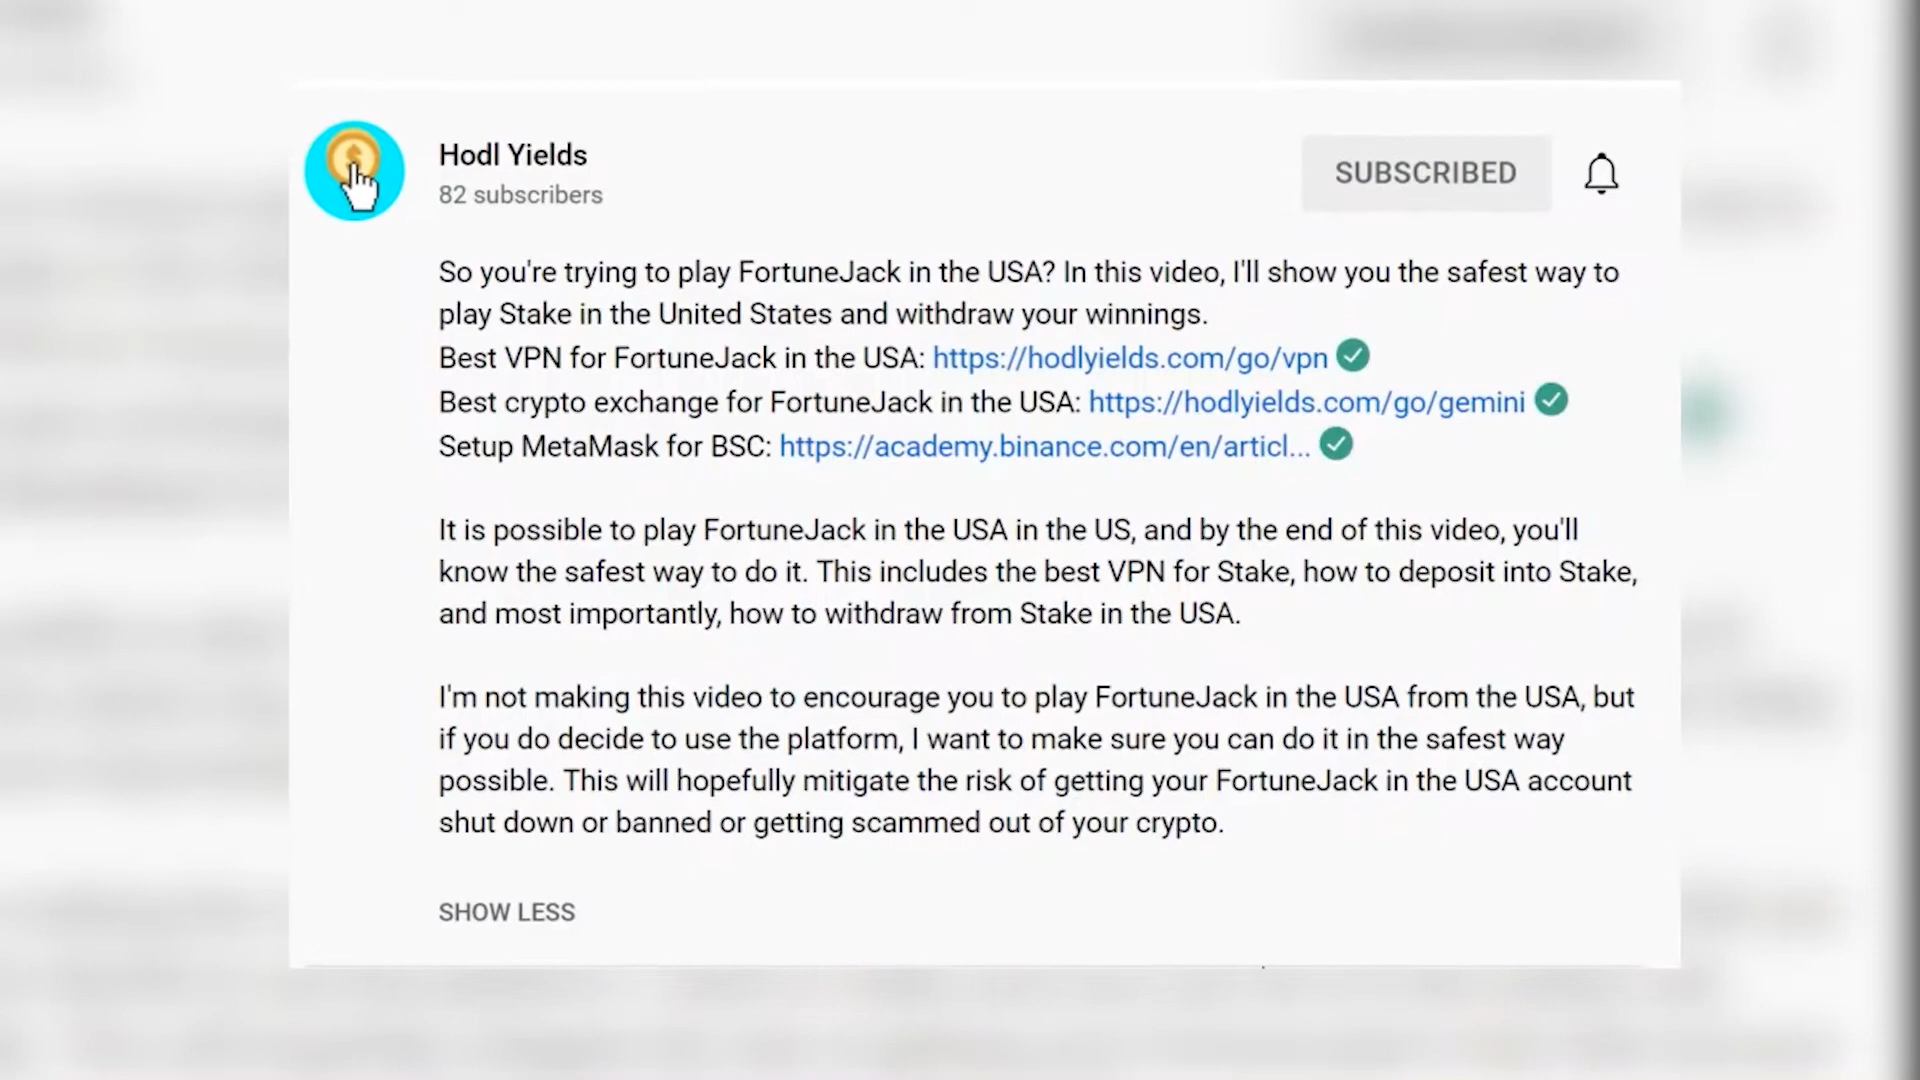 Hodl Yields
82 subscribers
SUBSCRIBED
So you're trying to play FortuneJack in the USA? In this video, I'll show you the safest way to
play Stake in the United States and withdraw your winnings.
Best VPN for FortuneJack in the USA: https://hodlyields.com/go/vpn
Best crypto exchange for FortuneJack in the USA: https://hodlyields.com/go/gemini
Setup MetaMask for BSC: https://academy.binance.com/en/articl...
It is possible to play FortuneJack in the USA in the US, and by the end of this video, you'll
know the safest way to do it. This includes the best VPN for Stake, how to deposit into Stake,
and most importantly, how to withdraw from Stake in the USA.
I'm not making this video to encourage you to play FortuneJack in the USA from the USA, but
if you do decide to use the platform, I want to make sure you can do it in the safest way
possible. This will hopefully mitigate the risk of getting your FortuneJack in the USA account
shut down or banned or getting scammed out of your crypto.
SHOW LESS